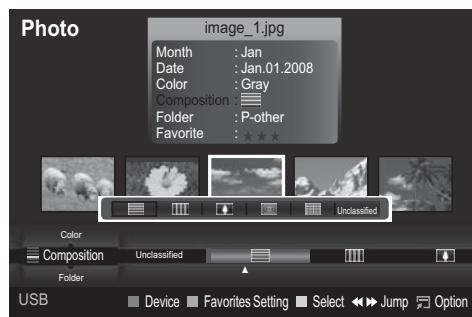 Photo
image_1.jpg
Month : Jan
Date : Jan.01.2008
Color : Gray
Composition :
Folder : P-other
Favorite : ★★★
Unclassified
Color
Composition
Unclassified
Folder
USB
Device
Favorites Setting
Select
Jump
Option